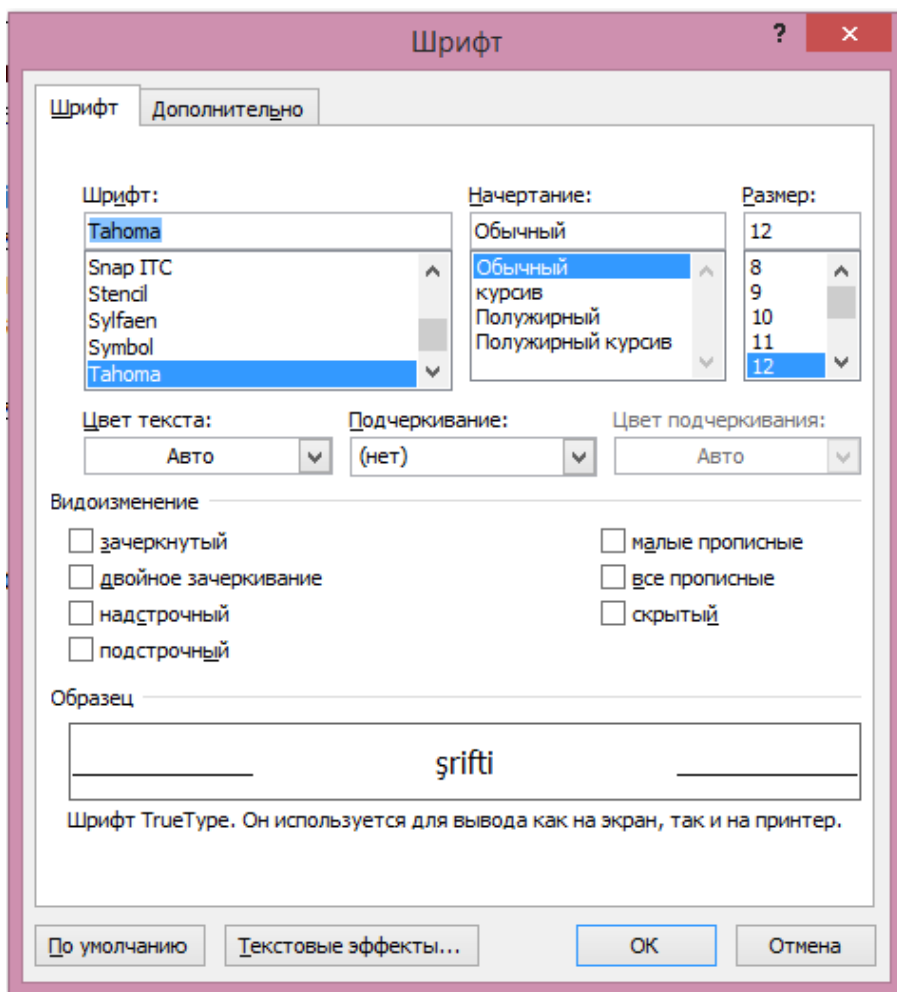 Шрифт ? ×
Шрифт Дополнительно
Шрифт: Начертание: Размер:
Tahoma Обычный 12
Snap ITC Обычный 8
Stencil курсив 9
Sylfaen Полужирный 10
Symbol Полужирный курсив 11
Tahoma 12
Цвет текста: Подчеркивание: Цвет подчеркивания:
Авто (нет) Авто
Видоизменение
зачеркнутый малые прописные
двойное зачеркивание все прописные
надстрочный скрытый
подстрочный
Образец
şrifti
Шрифт TrueType. Он используется для вывода как на экран, так и на принтер.
По умолчанию Текстовые эффекты... ОК Отмена